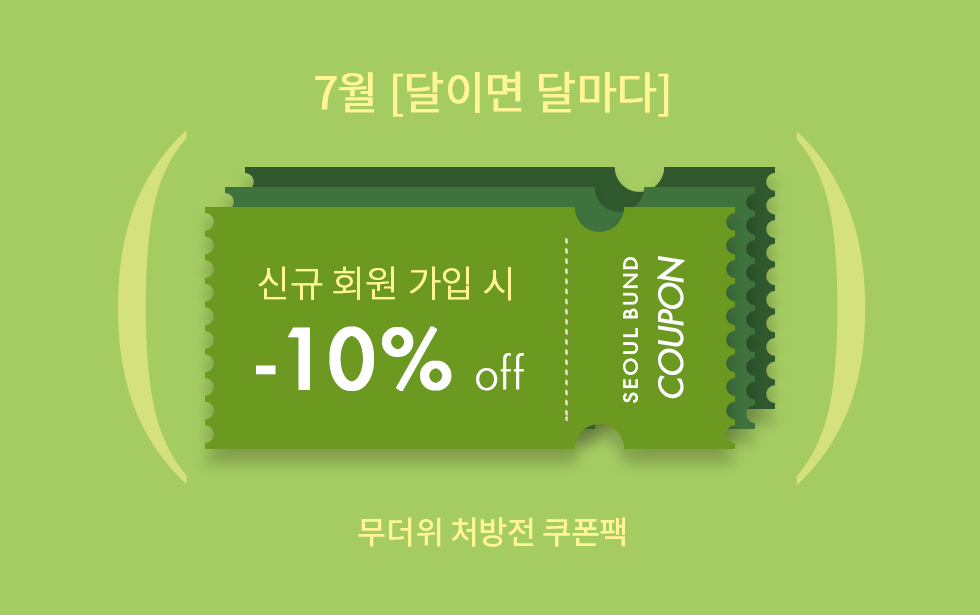 7월 [달이면 달마다]
신규 회원 가입 시
-10% off
SEOUL BUND
COUPON
무더위 처방전 쿠폰팩